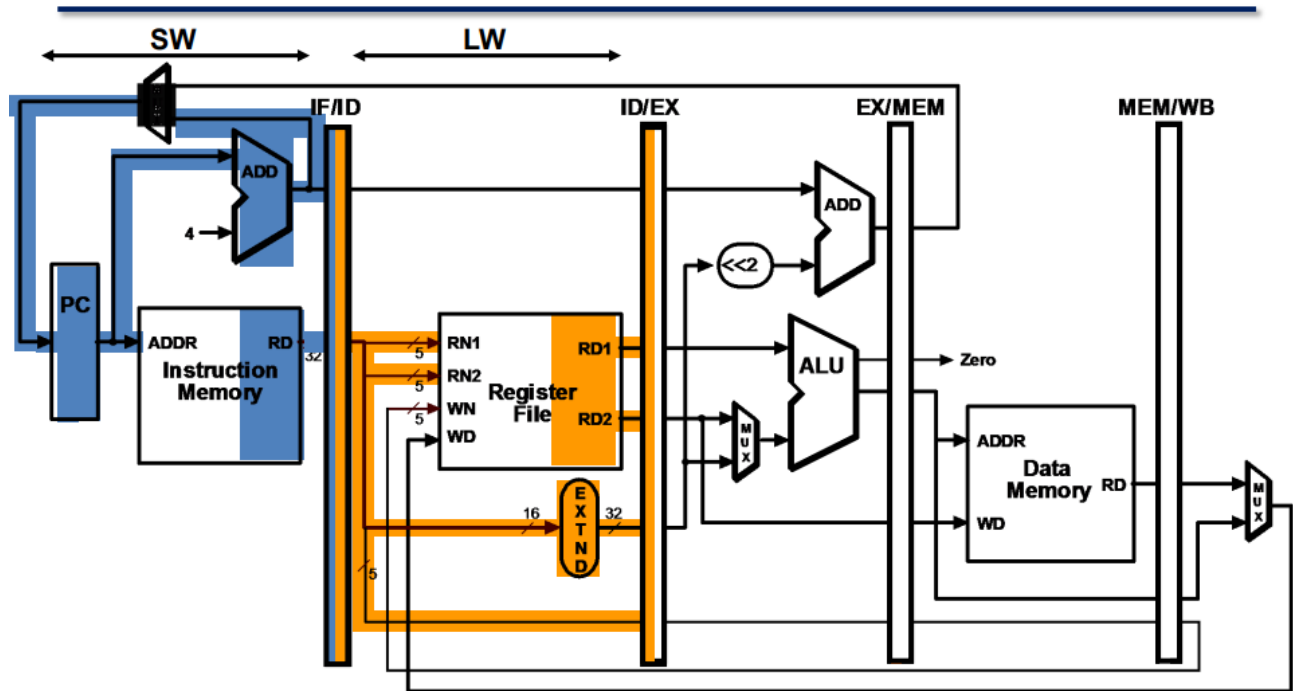 SW LW
IF/ID ID/EX EX/MEM MEM/WB
ADD
4
ADD
<<2
PC
ADDR RD
32
Instruction
Memory
RN1
5
RN2
5
WN
5
WD
Register
File
RD1
RD2
16
EXTND
32
5
MUX
ALU
Zero
ADDR
Data
Memory
RD
WD
MUX